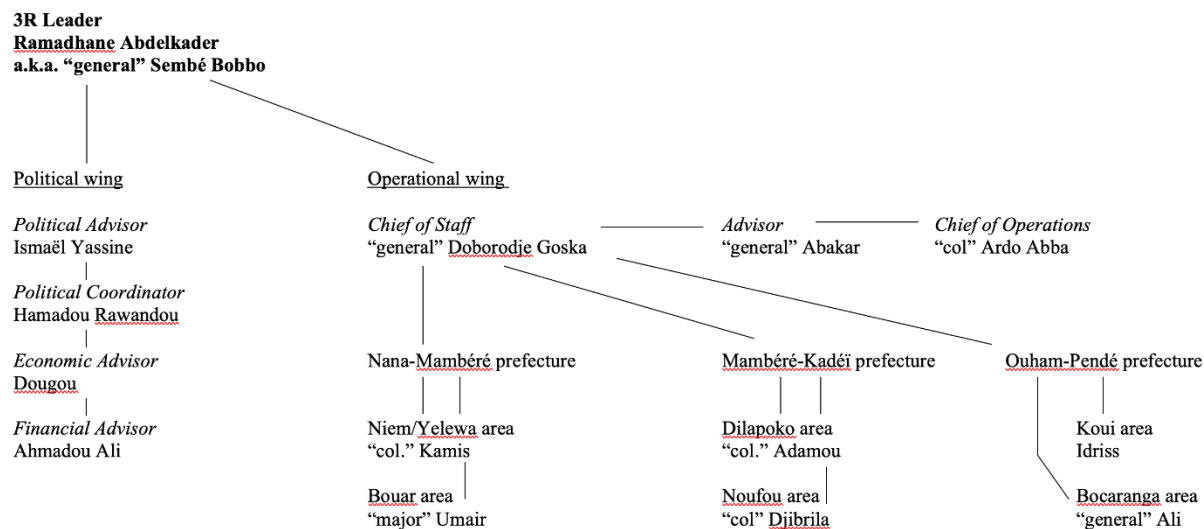 3R Leader
Ramadhane Abdelkader
a.k.a. “general” Sembé Bobbo
Political wing
Political Advisor
Ismaël Yassine
Political Coordinator
Hamadou Rawandou
Economic Advisor
Dougou
Financial Advisor
Ahmadou Ali
Operational wing
Chief of Staff
“general” Doborodje Goska
Advisor
“general” Abakar
Chief of Operations
“col” Ardo Abba
Nana-Mambéré prefecture
Niem/Yelewa area
“col.” Kamis
Bouar area
“major” Umair
Mambéré-Kadéï prefecture
Dilapoko area
“col.” Adamou
Noufou area
“col” Djibrila
Ouham-Pendé prefecture
Koui area
Idriss
Bocaranga area
“general” Ali